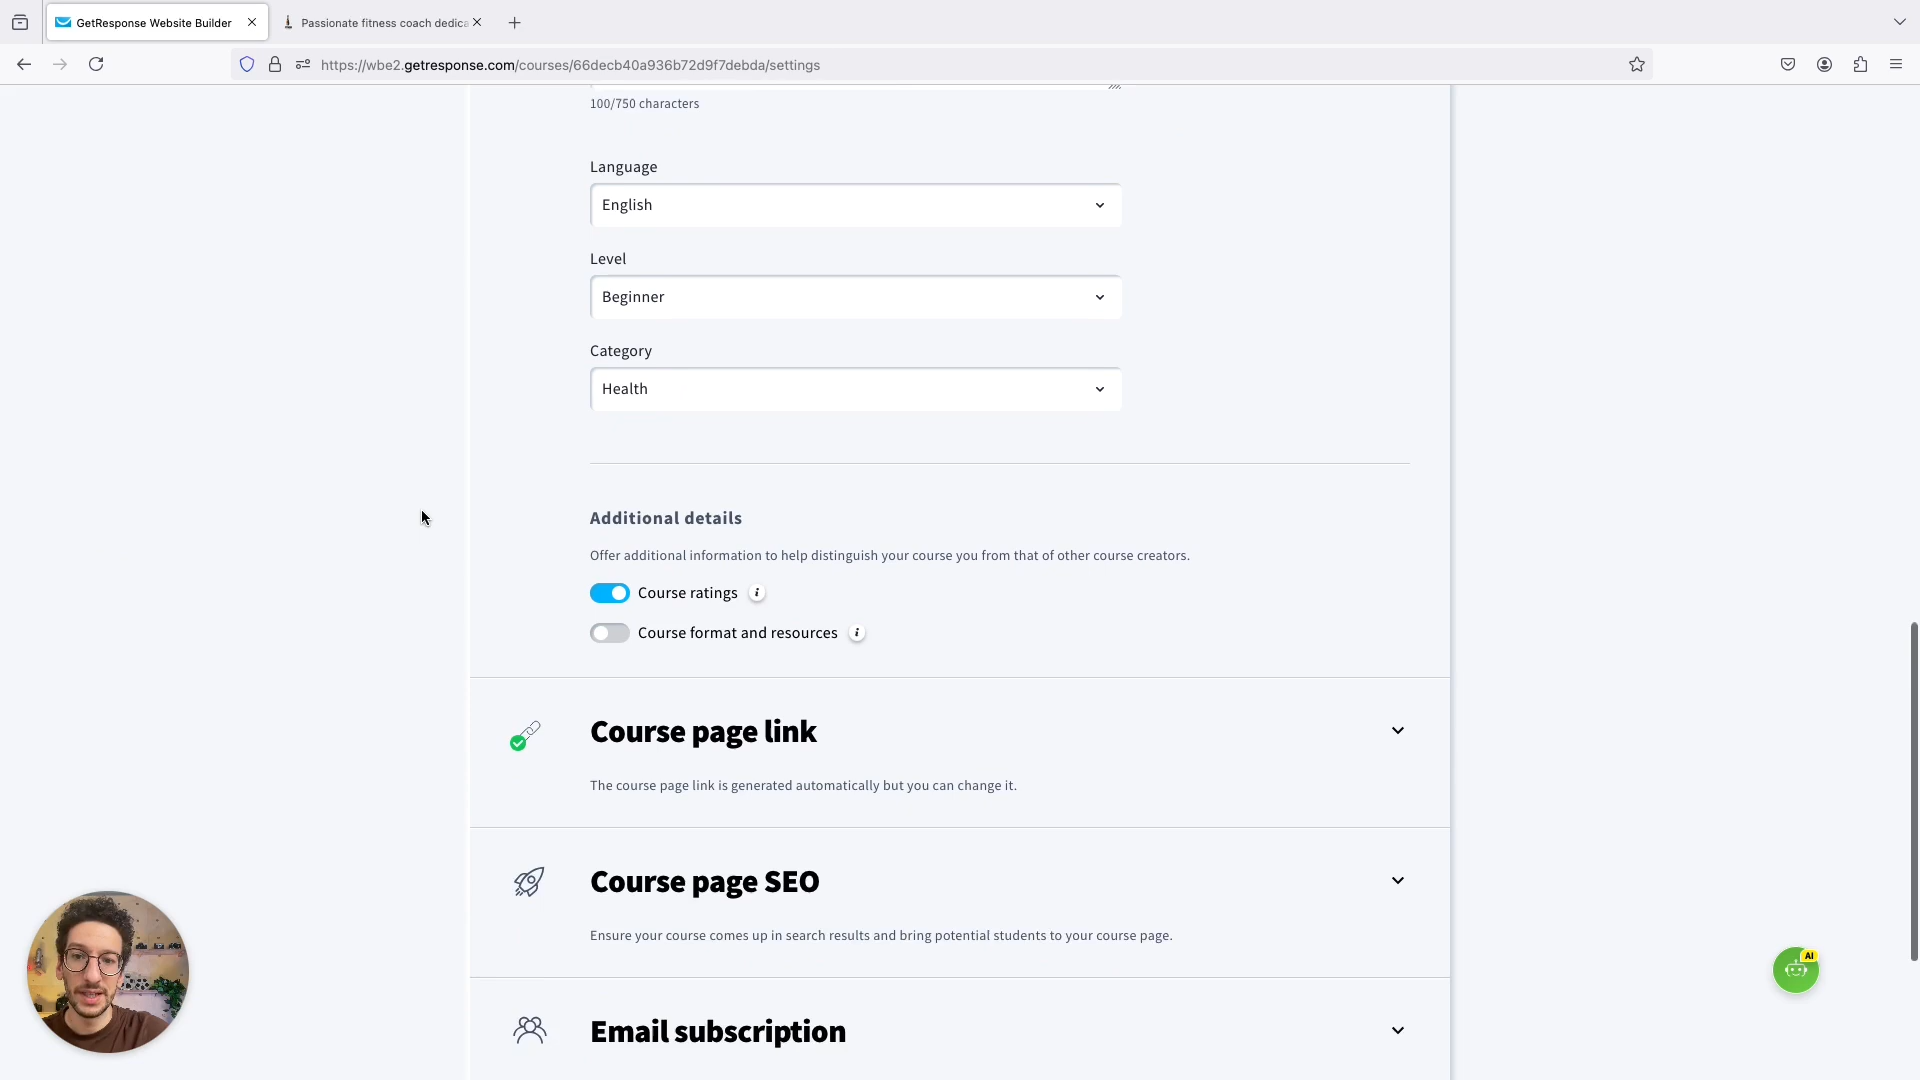 GetResponse Website Builder
Passionate fitness coach dedica
https://wbe2.getresponse.com/courses/66decb40a936b72d9f7debda/settings
100/750 characters
Language
English
Level
Beginner
Category
Health
Additional details
Offer additional information to help distinguish your course you from that of other course creators.
Course ratings i
Course format and resources i
Course page link
The course page link is generated automatically but you can change it.
Course page SEO
Ensure your course comes up in search results and bring potential students to your course page.
AI
Email subscription